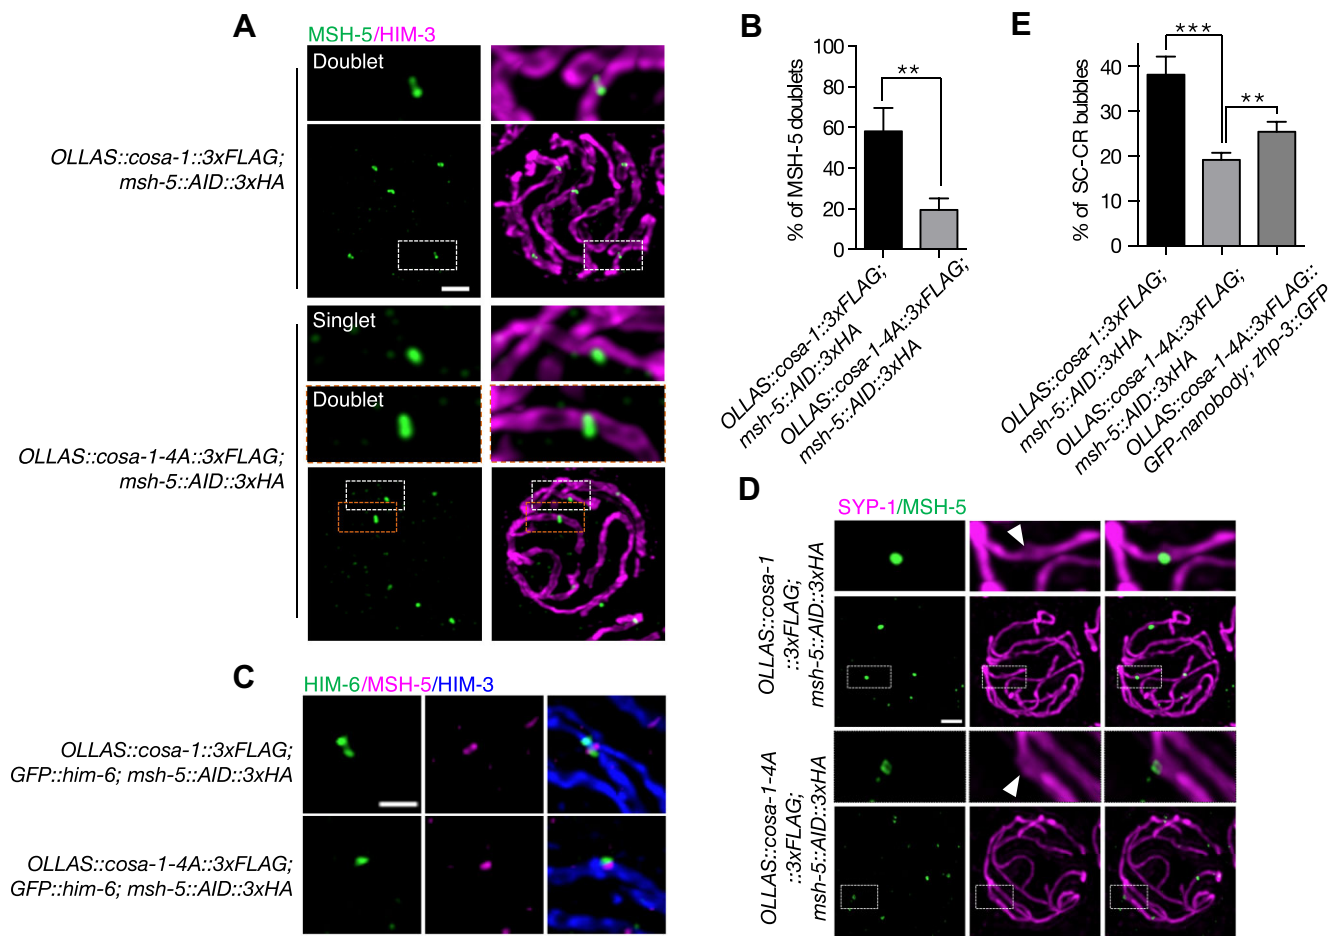 A
MSH-5/HIM-3
Doublet
OLLAS::cosa-1::3xFLAG;
msh-5::AID::3xHA
Singlet
Doublet
OLLAS::cosa-1-4A::3xFLAG;
msh-5::AID::3xHA
B
% of MSH-5 doublets
100
80
60
40
20
0
**
OLLAS::cosa-1::3xFLAG;
msh-5::AID::3xHA
OLLAS::cosa-1-4A::3xFLAG;
msh-5::AID::3xHA
E
% of SC-CR bubbles
40
30
20
10
0
***
**
OLLAS::cosa-1::3xFLAG;
msh-5::AID::3xHA
OLLAS::cosa-1-4A::3xFLAG;
msh-5::AID::3xHA
OLLAS::cosa-1-4A::3xFLAG::
GFP-nanobody; zhp-3::GFP
C
HIM-6/MSH-5/HIM-3
OLLAS::cosa-1::3xFLAG;
GFP::him-6; msh-5::AID::3xHA
OLLAS::cosa-1-4A::3xFLAG;
GFP::him-6; msh-5::AID::3xHA
D
SYP-1/MSH-5
OLLAS::cosa-1
::3xFLAG;
msh-5::AID::3xHA
OLLAS::cosa-1-4A
::3xFLAG;
msh-5::AID::3xHA